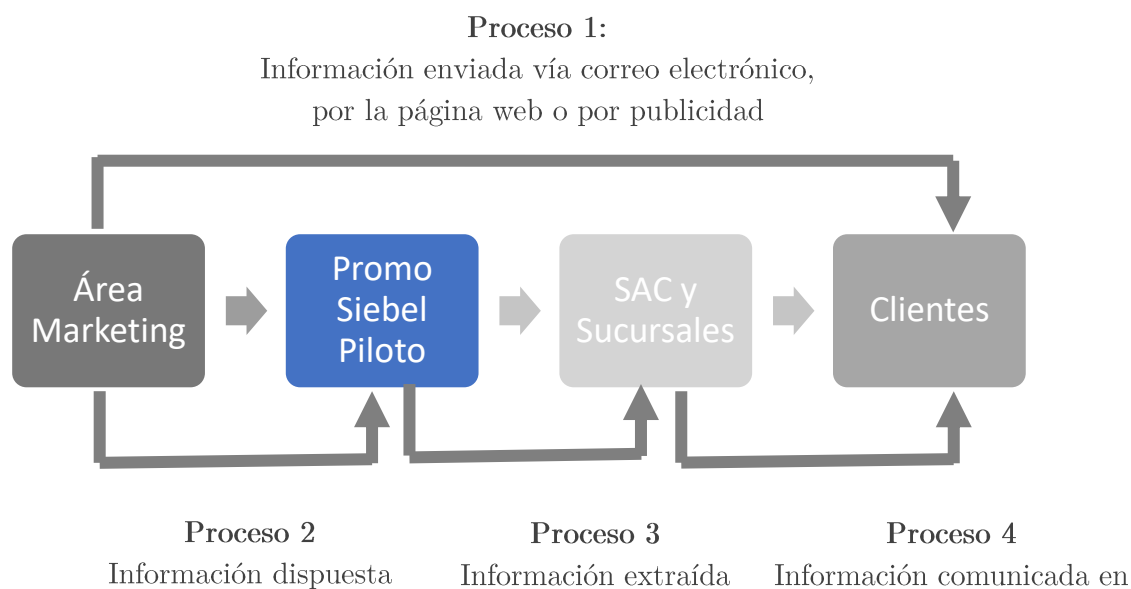 Proceso 1:
Información enviada vía correo electrónico,
por la página web o por publicidad
Área
Marketing
Promo
Siebel
Piloto
SAC y
Sucursales
Clientes
Proceso 2
Información dispuesta
Proceso 3
Información extraída
Proceso 4
Información comunicada en